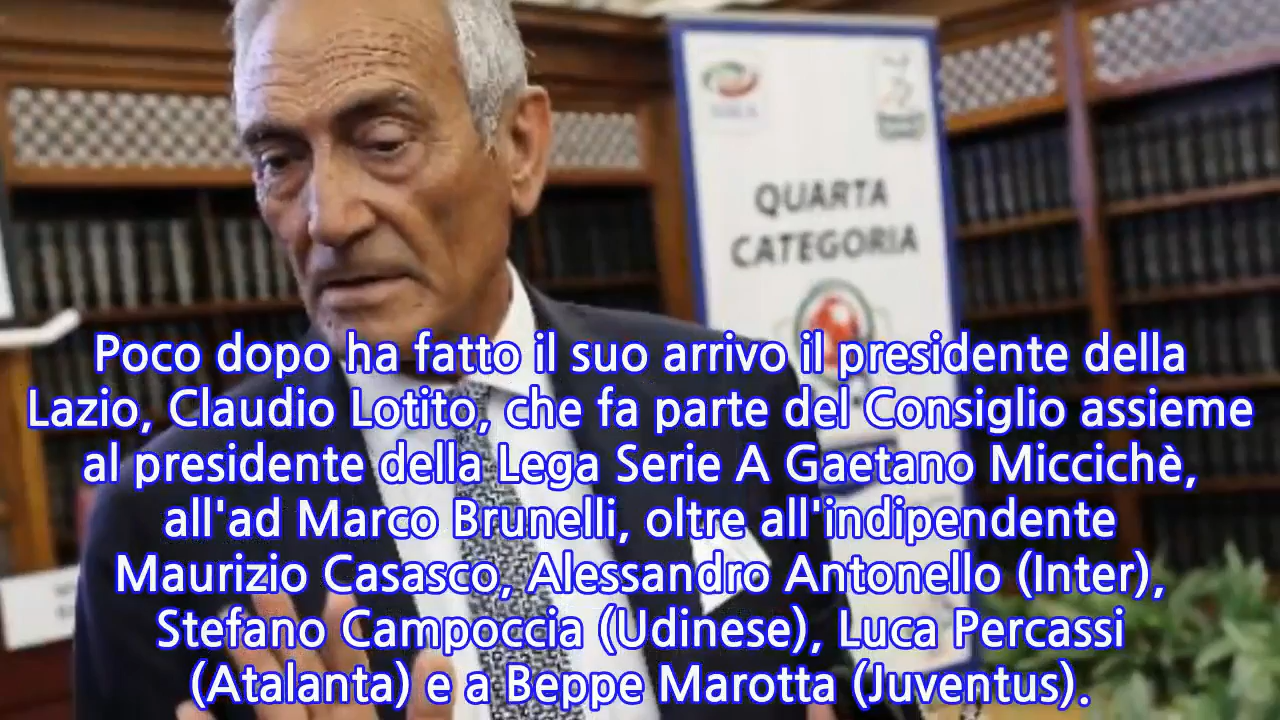 QUARTA
CATEGORIA
Poco dopo ha fatto il suo arrivo il presidente della
Lazio, Claudio Lotito, che fa parte del Consiglio assieme
al presidente della Lega Serie A Gaetano Miccichè,
all'ad Marco Brunelli, oltre all'indipendente
Maurizio Casasco, Alessandro Antonello (Inter),
Stefano Campoccia (Udinese), Luca Percassi
(Atalanta) e a Beppe Marotta (Juventus).